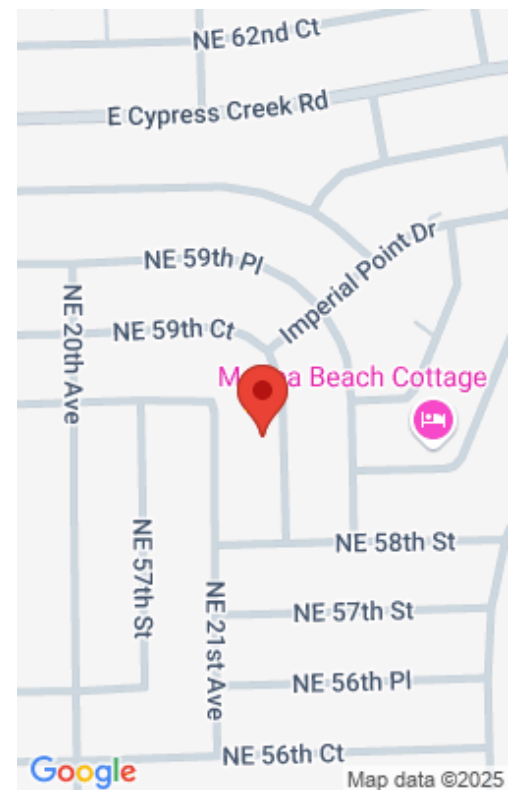 NE 62nd Ct
E Cypress Creek Rd
NE 59th Pl
Imperial Point Dr
NE 20th Ave
NE 59th Ct
Beach Cottage
NE 57th St
NE 21st Ave
NE 58th St
NE 57th St
NE 56th Pl
NE 56th Ct
Google
Map data ©2025